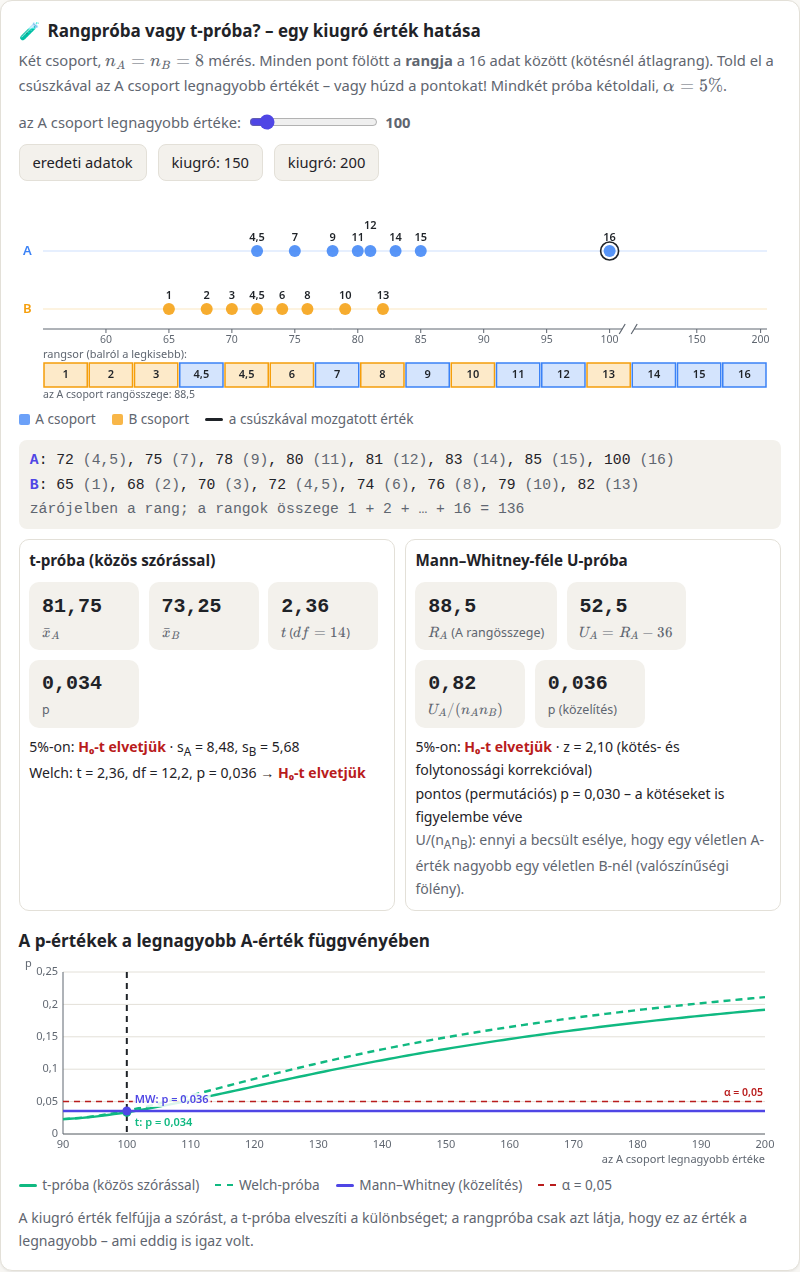 🧪 Rangpróba vagy t-próba? – egy kiugró érték hatása
Két csoport, n_A = n_B = 8 mérés. Minden pont fölött a rangja a 16 adat között (kötésnél átlagrang). Told el a
csúszkával az A csoport legnagyobb értékét – vagy húzd a pontokat! Mindkét próba kétoldali, α = 5%.
az A csoport legnagyobb értéke: 100
eredeti adatok kiugró: 150 kiugró: 200
12
4,5 7 9 11 14 15 16
A
1 2 3 4,5 6 8 10 13
B
60 65 70 75 80 85 90 95 100 150 200
rangsor (balról a legkisebb):
1 2 3 4,5 4,5 6 7 8 9 10 11 12 13 14 15 16
az A csoport rangösszege: 88,5
A csoport B csoport a csúszkával mozgatott érték
A: 72 (4,5), 75 (7), 78 (9), 80 (11), 81 (12), 83 (14), 85 (15), 100 (16)
B: 65 (1), 68 (2), 70 (3), 72 (4,5), 74 (6), 76 (8), 79 (10), 82 (13)
zárójelben a rang; a rangok összege 1 + 2 + … + 16 = 136
t-próba (közös szórással)
81,75 73,25 2,36
x̄_A x̄_B t (df = 14)
0,034
p
5%-on: H₀-t elvetjük · s_A = 8,48, s_B = 5,68
Welch: t = 2,36, df = 12,2, p = 0,036 → H₀-t elvetjük
Mann–Whitney-féle U-próba
88,5 52,5
R_A (A rangösszege) U_A = R_A − 36
0,82 0,036
U_A/(n_A n_B) p (közelítés)
5%-on: H₀-t elvetjük · z = 2,10 (kötés- és
folytonossági korrekcióval)
pontos (permutációs) p = 0,030 – a kötéseket is
figyelembe véve
U/(n_A n_B): ennyi a becsült esélye, hogy egy véletlen A-
érték nagyobb egy véletlen B-nél (valószínűségi
fölény).
A p-értékek a legnagyobb A-érték függvényében
p
0,25
0,2
0,15
0,1
0,05
0
α = 0,05
MW: p = 0,036
t: p = 0,034
90 100 110 120 130 140 150 160 170 180 190 200
az A csoport legnagyobb értéke
t-próba (közös szórással) Welch-próba Mann–Whitney (közelítés) α = 0,05
A kiugró érték felfújja a szórást, a t-próba elveszíti a különbséget; a rangpróba csak azt látja, hogy ez az érték a
legnagyobb – ami eddig is igaz volt.